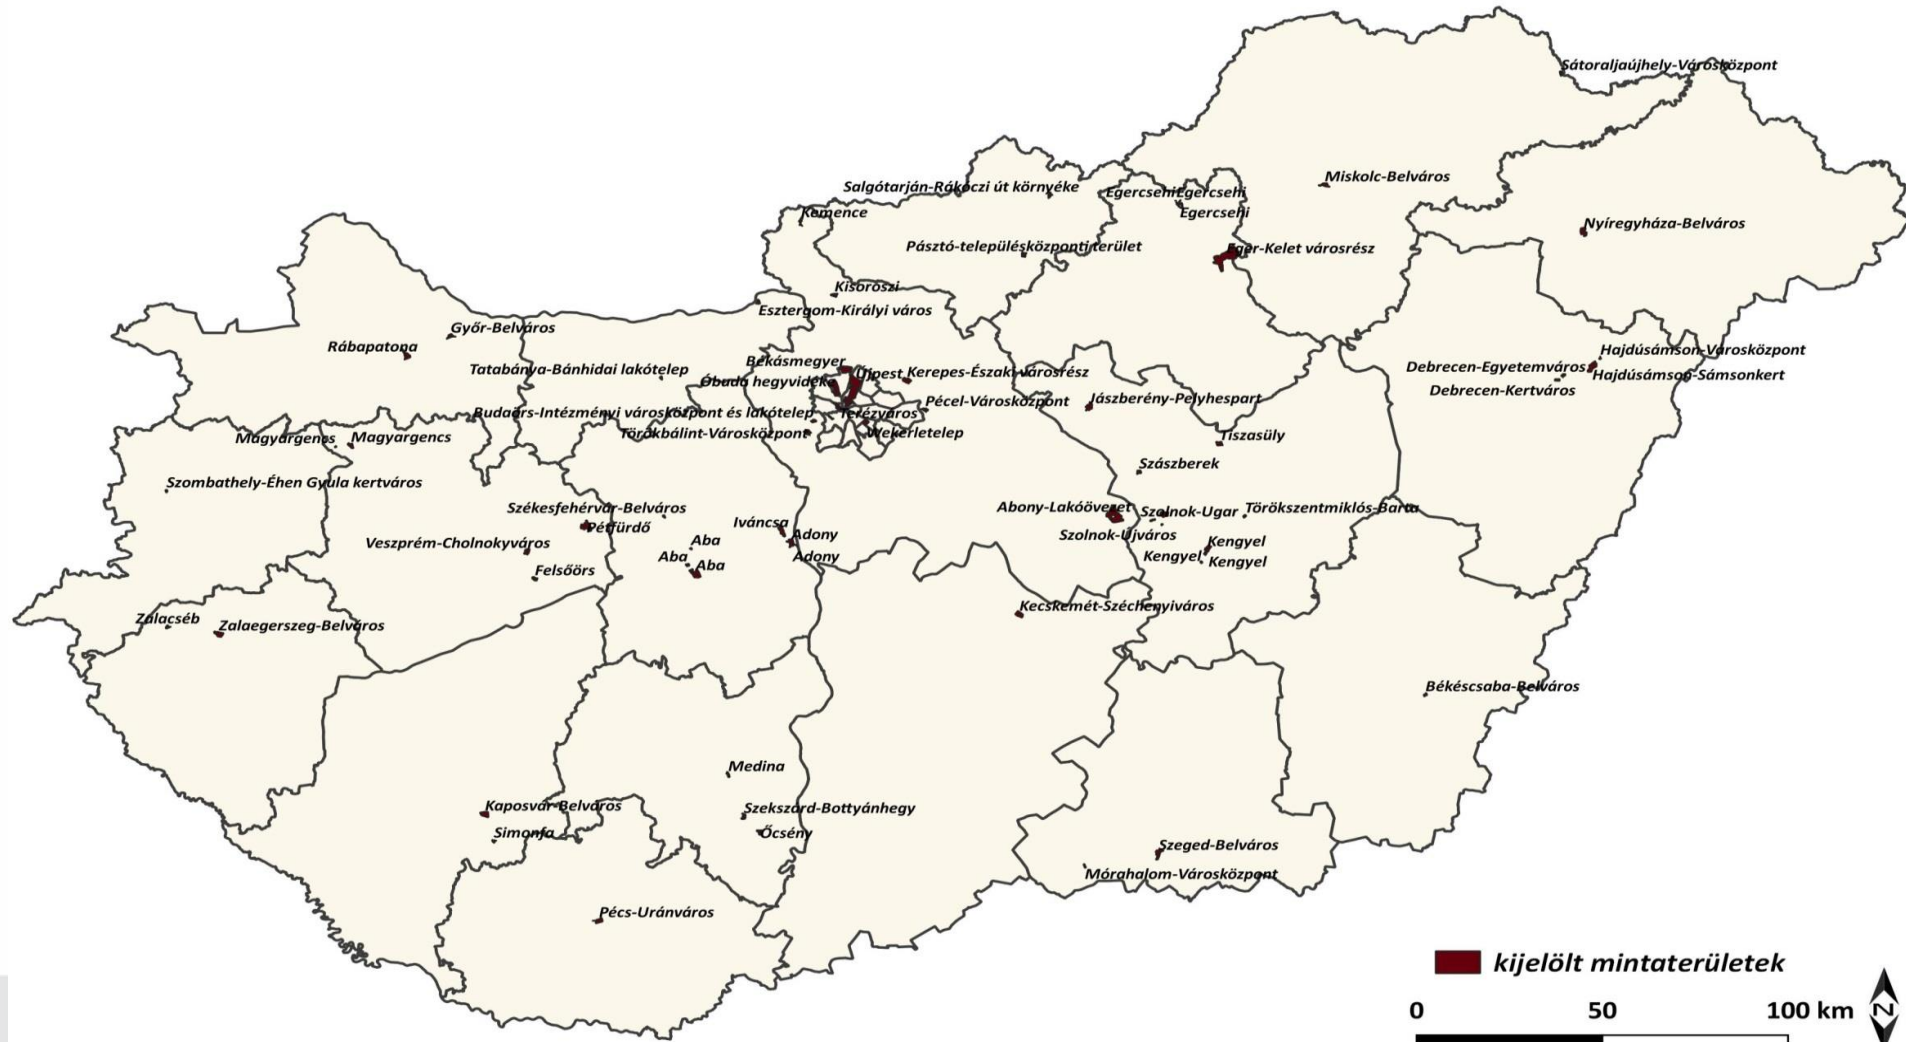 Sátoraljaújhely-Városközpont
Miskolc-Belváros
Salgótarján-Rákóczi út környéke
Egercsehi
Egercsehi
Egercsehi
Kemence
Nyíregyháza-Belváros
Pásztó-településközponti terület
Eger-Kelet városrész
Kisoroszi
Esztergom-Királyi város
Győr-Belváros
Rábapatona
Hajdúsámson-Városközpont
Békásmegyer
Tatabánya-Bánhidai lakótelep
Debrecen-Egyetemváros
Újpest
Kerepes-Északi városrész
Hajdúsámson-Sámsonkert
Óbuda hegyvidéke
Debrecen-Kertváros
Pécel-Városközpont
Jászberény-Pelyhespart
Budaörs-Intézményi városközpont és lakótelep
Terézváros
Törökbálint-Városközpont
Wekerletelep
Tiszasüly
Magyargencs
Magyargencs
Szászberek
Szombathely-Éhen Gyula kertváros
Székesfehérvár-Belváros
Abony-Lakóövezet
Szolnok-Ugar
Törökszentmiklós-Barta
Iváncsa
Pétfürdő
Adony
Szolnok-Újváros
Aba
Kengyel
Veszprém-Cholnokyváros
Aba
Adony
Kengyel
Kengyel
Aba
Felsőörs
Kecskemét-Széchenyiváros
Zalacséb
Zalaegerszeg-Belváros
Békéscsaba-Belváros
Medina
Kaposvár-Belváros
Szekszárd-Bottyánhegy
Simonfa
Őcsény
Szeged-Belváros
Mórahalom-Városközpont
Pécs-Uránváros
kijelölt mintaterületek
0 50 100 km
N